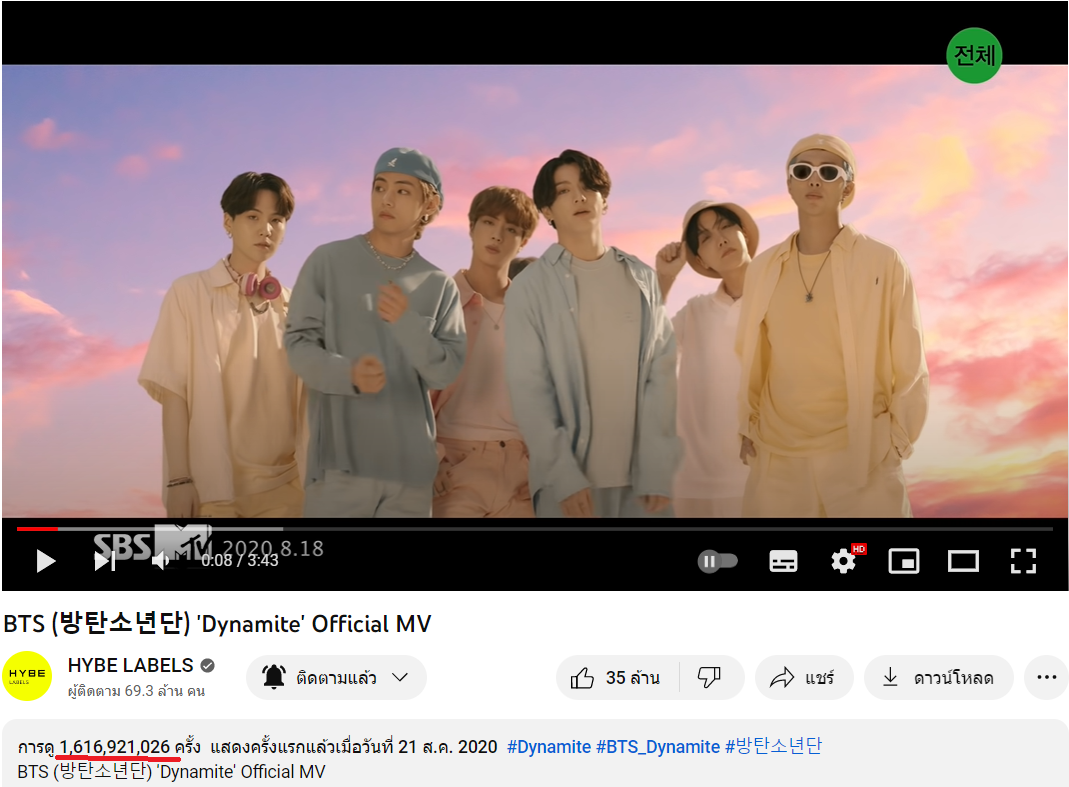 전체
SBS MTV 2020.8.18
0:08 / 3:43
HD
BTS (방탄소년단) 'Dynamite' Official MV
HYBE LABELS
HYBE LABELS
ผู้ติดตาม 69.3 ล้าน คน
ติดตามแล้ว
35 ล้าน
แชร์
ดาวน์โหลด
การดู 1,616,921,026 ครั้ง แสดงครั้งแรกแล้วเมื่อวันที่ 21 ส.ค. 2020 #Dynamite #BTS_Dynamite #방탄소년단
BTS (방탄소년단) 'Dynamite' Official MV